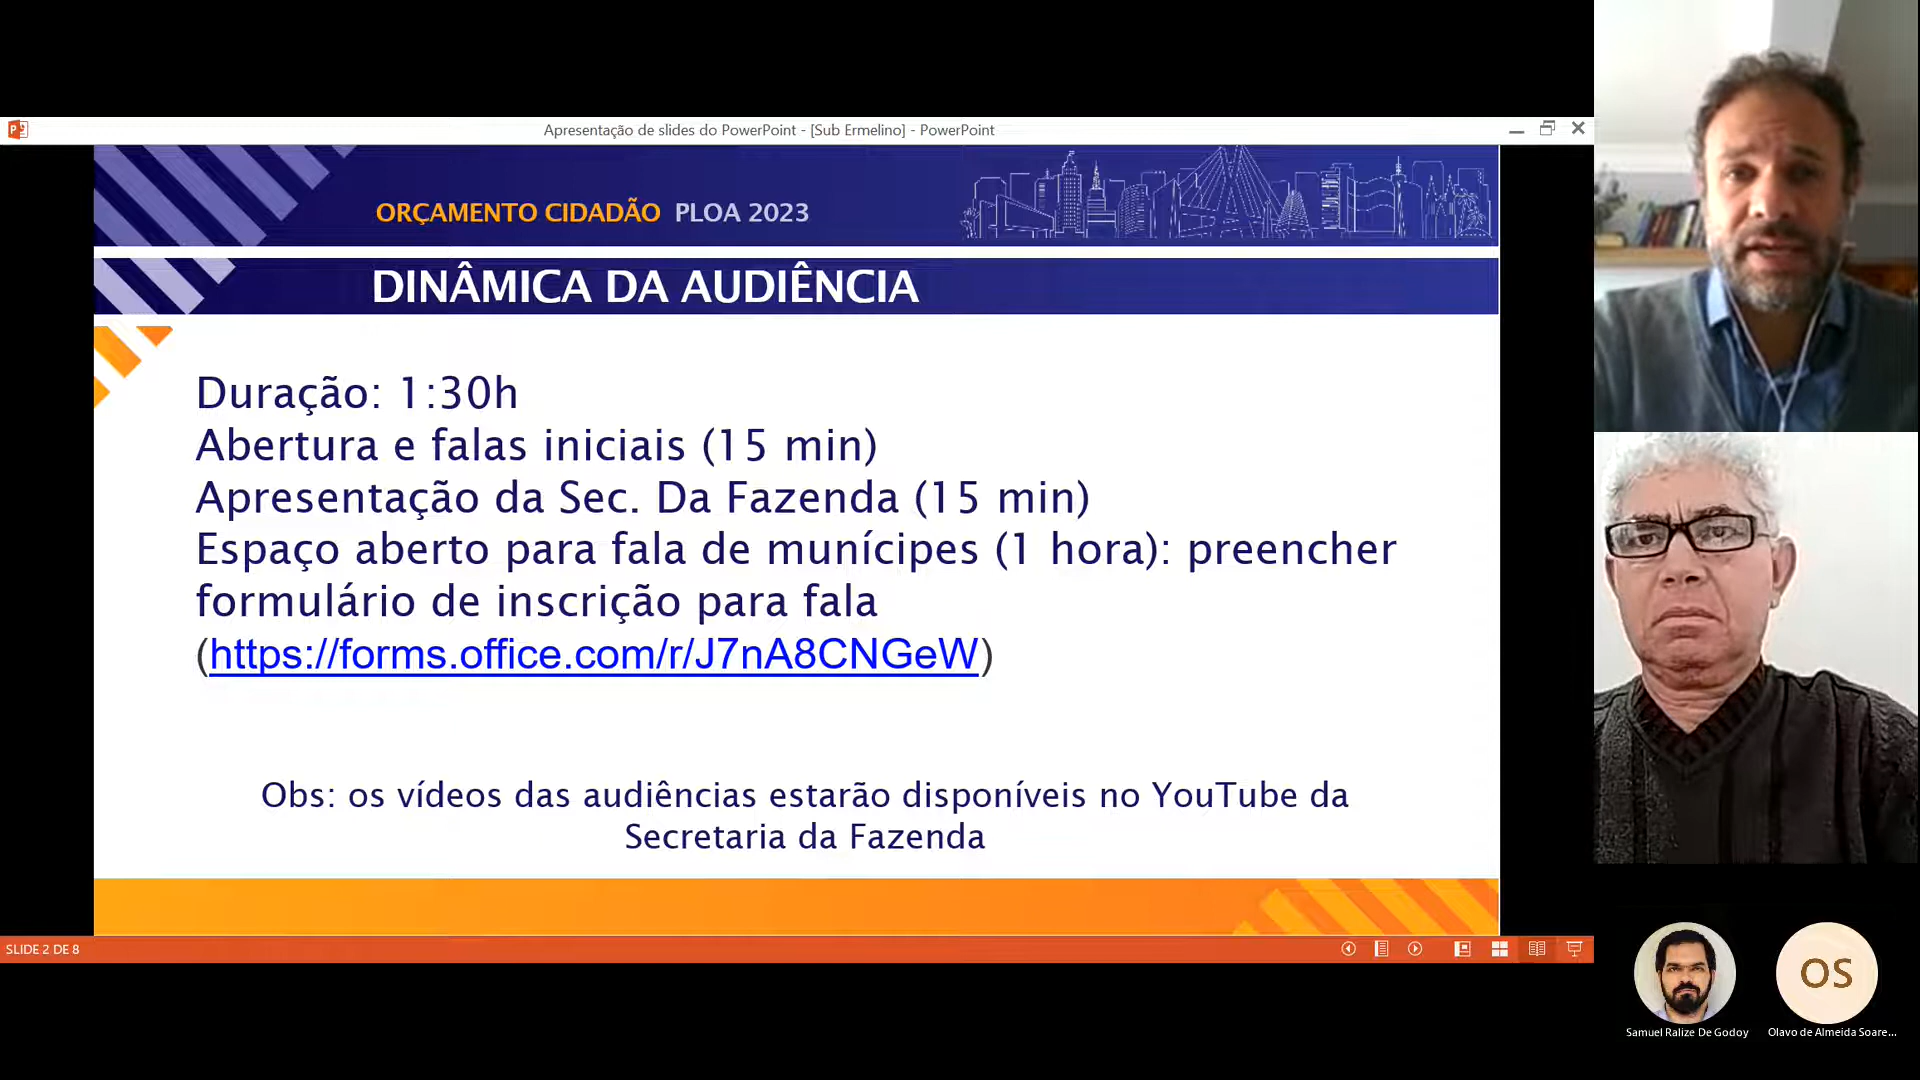 Apresentação de slides do PowerPoint - [Sub Ermelino] - PowerPoint
ORÇAMENTO CIDADÃO PLOA 2023
DINÂMICA DA AUDIÊNCIA
Duração: 1:30h
Abertura e falas iniciais (15 min)
Apresentação da Sec. Da Fazenda (15 min)
Espaço aberto para fala de munícipes (1 hora): preencher
formulário de inscrição para fala
(https://forms.office.com/r/J7nA8CNGeW)
Obs: os vídeos das audiências estarão disponíveis no YouTube da
Secretaria da Fazenda
SLIDE 2 DE 8
OS
Samuel Ralize De Godoy
Olavo de Almeida Soare...